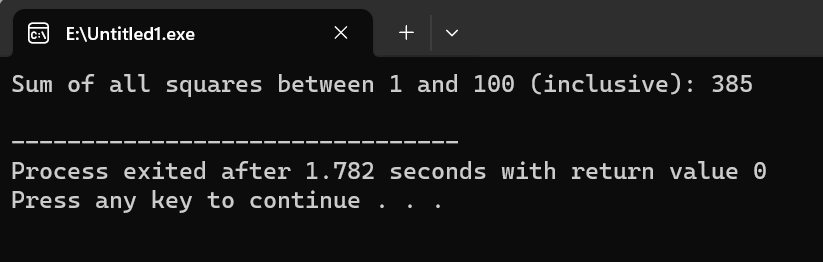 E:\Untitled1.exe
Sum of all squares between 1 and 100 (inclusive): 385
--------------------------------
Process exited after 1.782 seconds with return value 0
Press any key to continue . . .